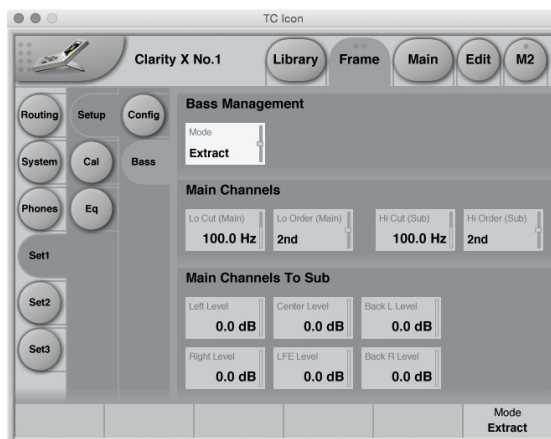 TC Icon
Clarity X No.1
Library
Frame
Main
Edit
M2
Routing
Setup
Config
System
Cal
Bass
Phones
Eq
Set1
Set2
Set3
Bass Management
Mode
Extract
Main Channels
Lo Cut (Main)
100.0 Hz
Lo Order (Main)
2nd
Hi Cut (Sub)
100.0 Hz
Hi Order (Sub)
2nd
Main Channels To Sub
Left Level
0.0 dB
Center Level
0.0 dB
Back L Level
0.0 dB
Right Level
0.0 dB
LFE Level
0.0 dB
Back R Level
0.0 dB
Mode
Extract